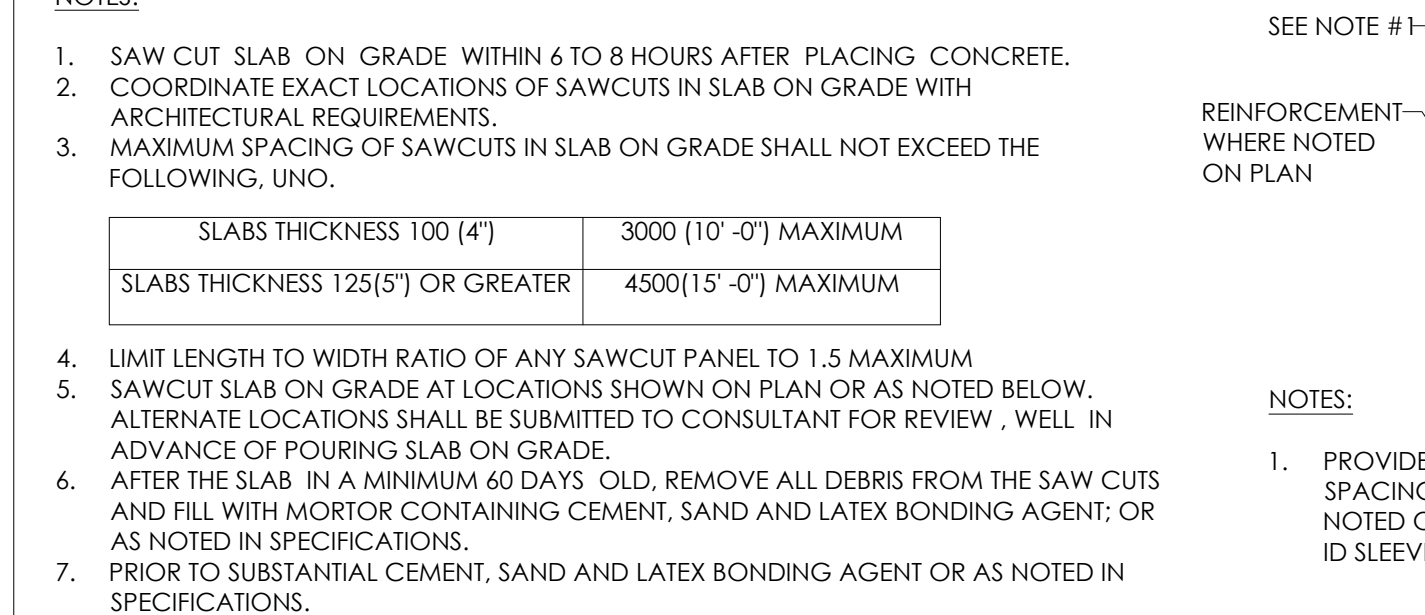 NOTES:
1. SAW CUT SLAB ON GRADE WITHIN 6 TO 8 HOURS AFTER PLACING CONCRETE.
2. COORDINATE EXACT LOCATIONS OF SAWCUTS IN SLAB ON GRADE WITH
ARCHITECTURAL REQUIREMENTS.
3. MAXIMUM SPACING OF SAWCUTS IN SLAB ON GRADE SHALL NOT EXCEED THE
FOLLOWING, UNO.
SLABS THICKNESS 100 (4") 3000 (10' -0") MAXIMUM
SLABS THICKNESS 125(5") OR GREATER 4500(15' -0") MAXIMUM
4. LIMIT LENGTH TO WIDTH RATIO OF ANY SAWCUT PANEL TO 1.5 MAXIMUM
5. SAWCUT SLAB ON GRADE AT LOCATIONS SHOWN ON PLAN OR AS NOTED BELOW.
ALTERNATE LOCATIONS SHALL BE SUBMITTED TO CONSULTANT FOR REVIEW , WELL IN
ADVANCE OF POURING SLAB ON GRADE.
6. AFTER THE SLAB IN A MINIMUM 60 DAYS OLD, REMOVE ALL DEBRIS FROM THE SAW CUTS
AND FILL WITH MORTOR CONTAINING CEMENT, SAND AND LATEX BONDING AGENT; OR
AS NOTED IN SPECIFICATIONS.
7. PRIOR TO SUBSTANTIAL CEMENT, SAND AND LATEX BONDING AGENT OR AS NOTED IN
SPECIFICATIONS.
SEE NOTE #1
REINFORCEMENT
WHERE NOTED
ON PLAN
NOTES:
1. PROVIDE
SPACING
NOTED
ID